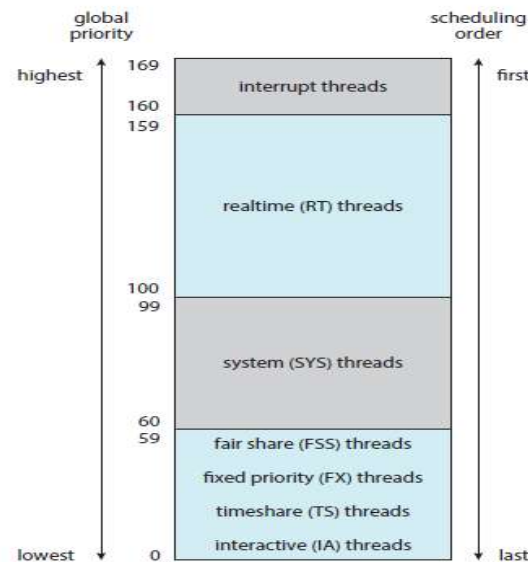 global
priority
scheduling
order
highest
169
first
interrupt threads
160
159
realtime (RT) threads
100
99
system (SYS) threads
60
59
fair share (FSS) threads
fixed priority (FX) threads
timeshare (TS) threads
lowest
0
interactive (IA) threads
last